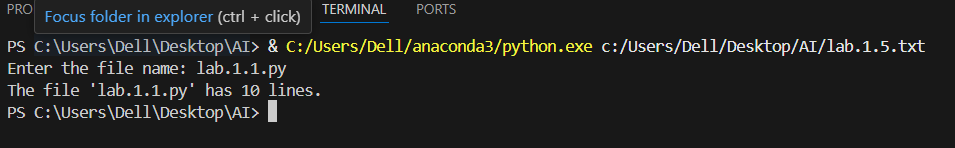 PRO
Focus folder in explorer (ctrl + click)
TERMINAL
PORTS
PS C:\Users\Dell\Desktop\AI> & C:/Users/Dell/anaconda3/python.exe c:/Users/Dell/Desktop/AI/lab.1.5.txt
Enter the file name: lab.1.1.py
The file 'lab.1.1.py' has 10 lines.
PS C:\Users\Dell\Desktop\AI>